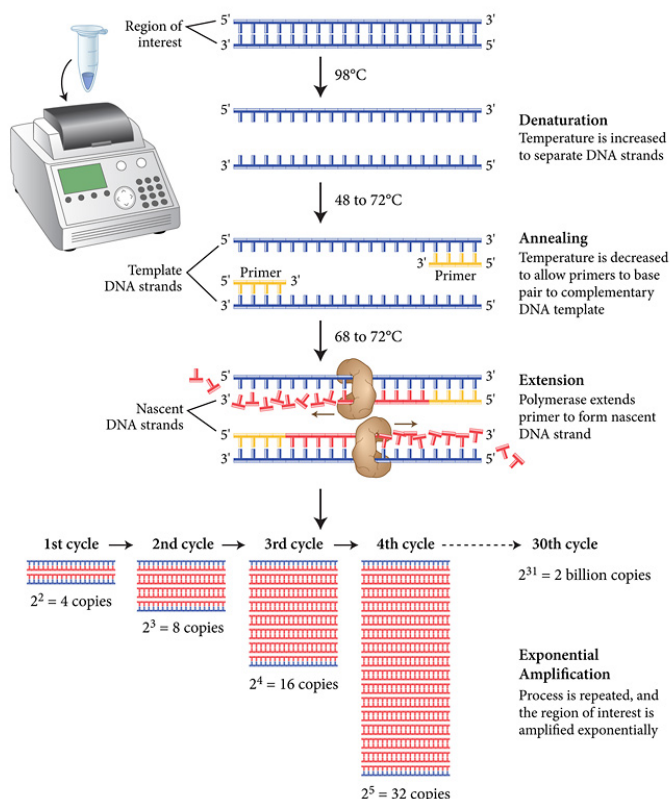 Region of
interest
5' 3'
3' 5'
98°C
5' 3'
3' 5'
Denaturation
Temperature is increased
to separate DNA strands
48 to 72°C
5' 3'
3' 5'
Primer
Template
DNA strands
Primer
5' 3'
3' 5'
Annealing
Temperature is decreased
to allow primers to base
pair to complementary
DNA template
68 to 72°C
5' 3'
3' 5'
Nascent
DNA strands
5' 3'
3' 5'
Extension
Polymerase extends
primer to form nascent
DNA strand
1st cycle 2nd cycle 3rd cycle 4th cycle 30th cycle
2² = 4 copies
2³ = 8 copies
2⁴ = 16 copies
2⁵ = 32 copies
2³¹ = 2 billion copies
Exponential
Amplification
Process is repeated, and
the region of interest is
amplified exponentially